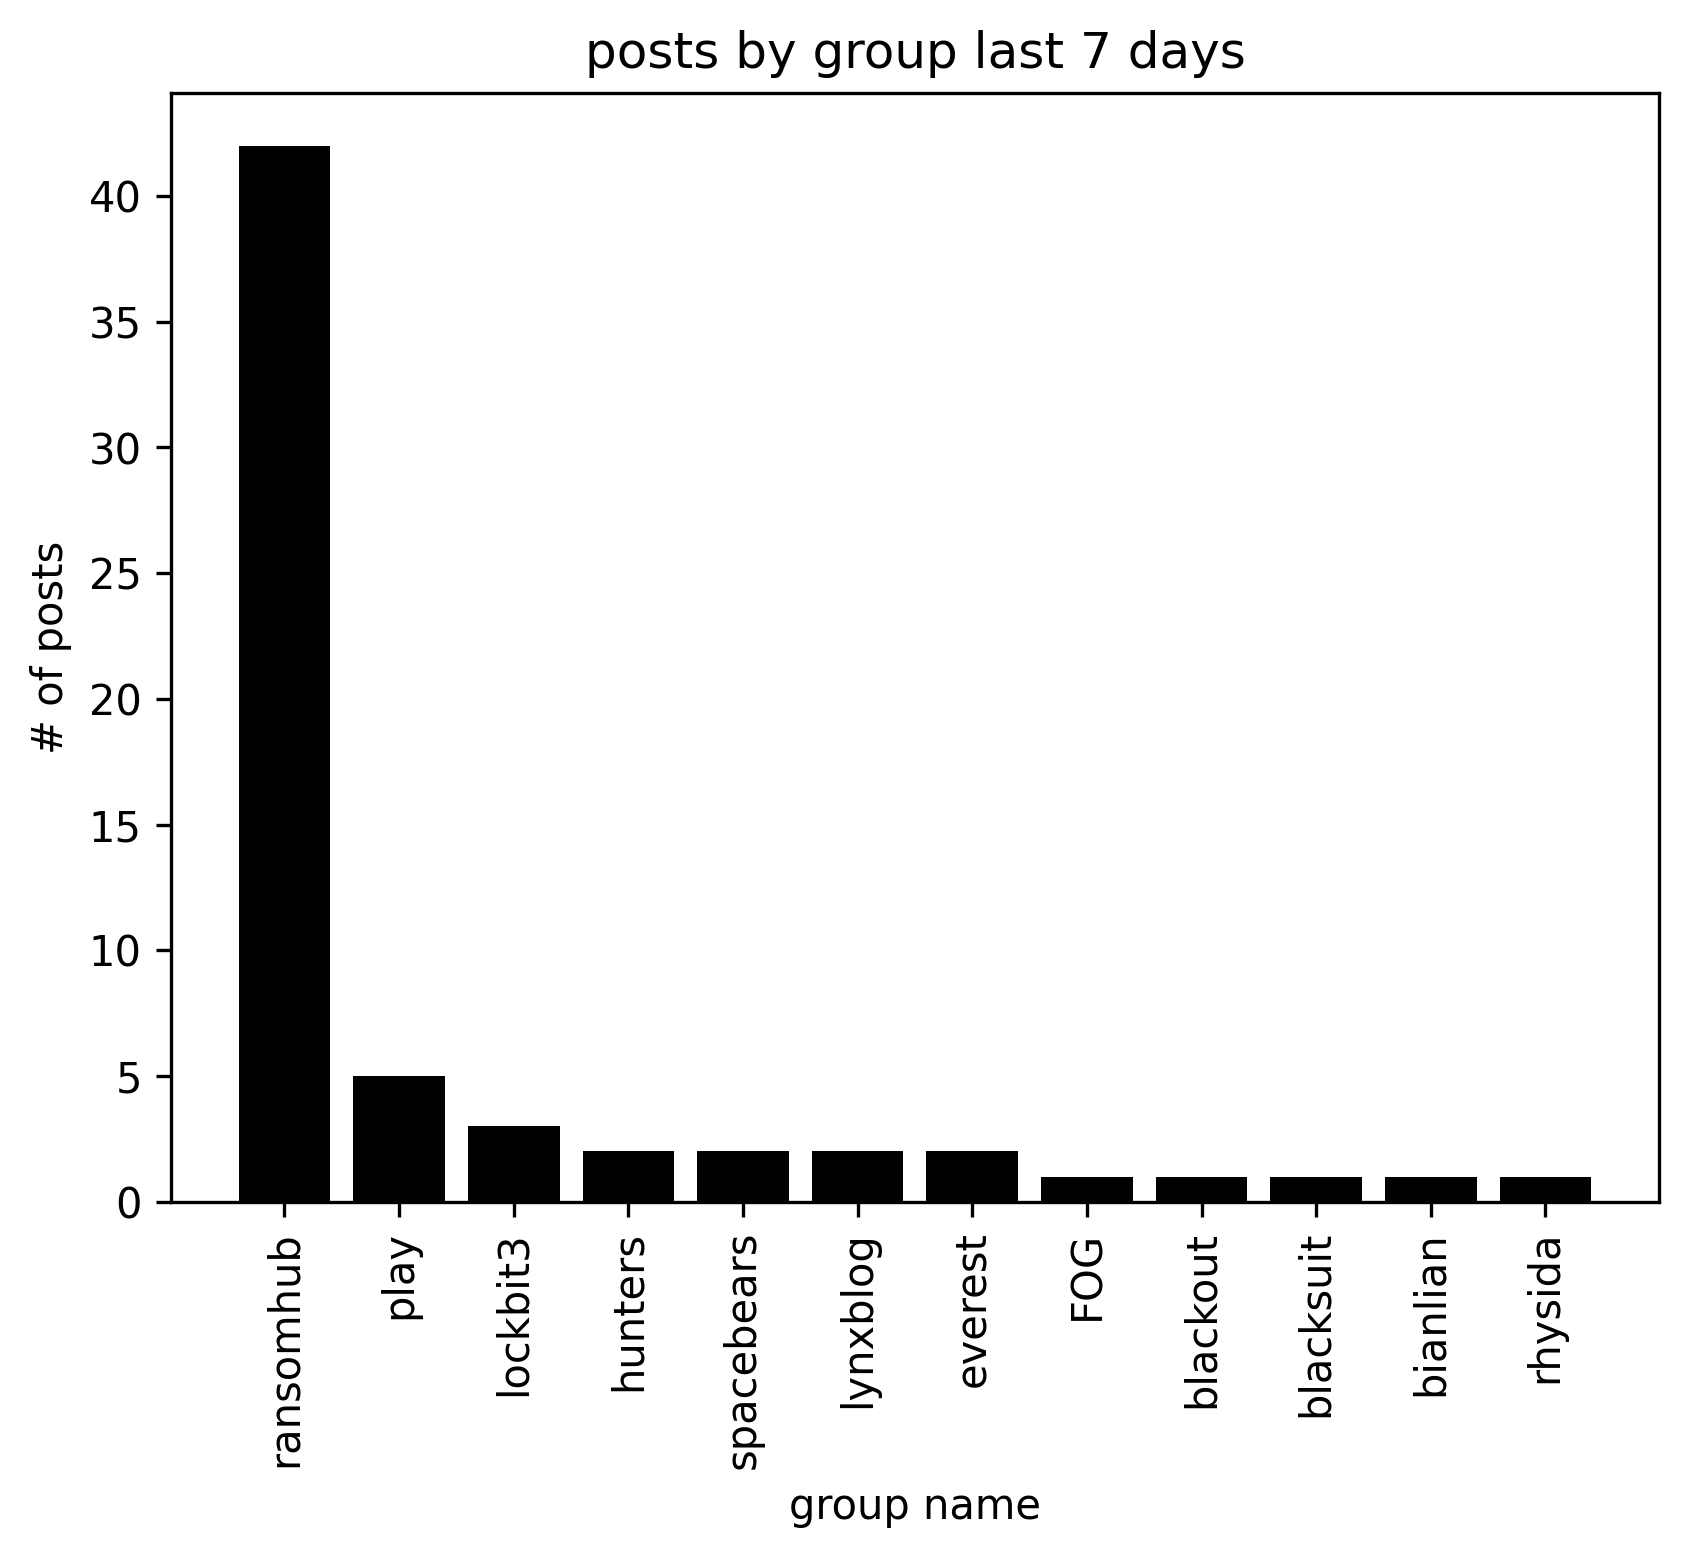 posts by group last 7 days
# of posts
40
35
30
25
20
15
10
5
0
ransomhub
play
lockbit3
hunters
spacebears
lynxblog
everest
FOG
blackout
blacksuit
bianlian
rhysida
group name